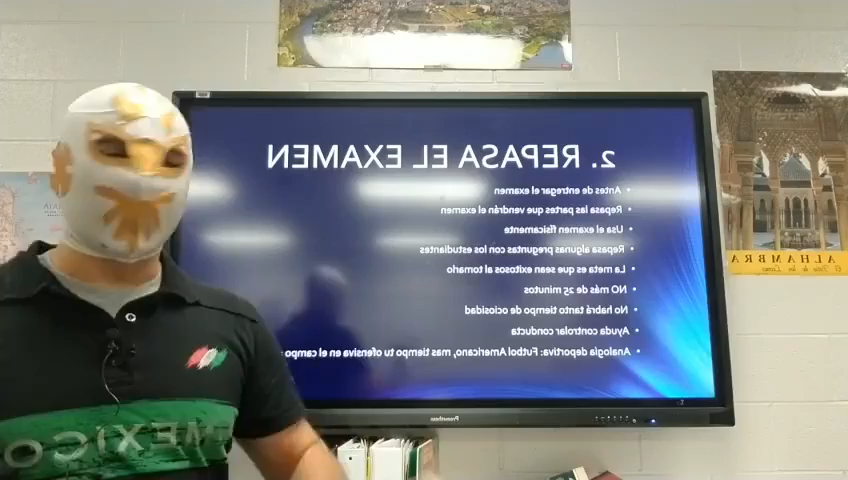 2. REPASA EL EXAMEN
• Antes de entregar el examen
• Repasa las partes que vendrán el examen
• Usa el examen físicamente
• Repasa algunas preguntas con los estudiantes
• La meta es que sean exitosos al tomarlo
• NO más de 25 minutos
• No habrá tiempo de ociosidad
• Ayuda controlar conducta
• Analogía deportiva: Futbol Americano, mas tiempo tu ofensiva en el campo
ALHAMBRA
Promethean
MEXICO
MEXICO